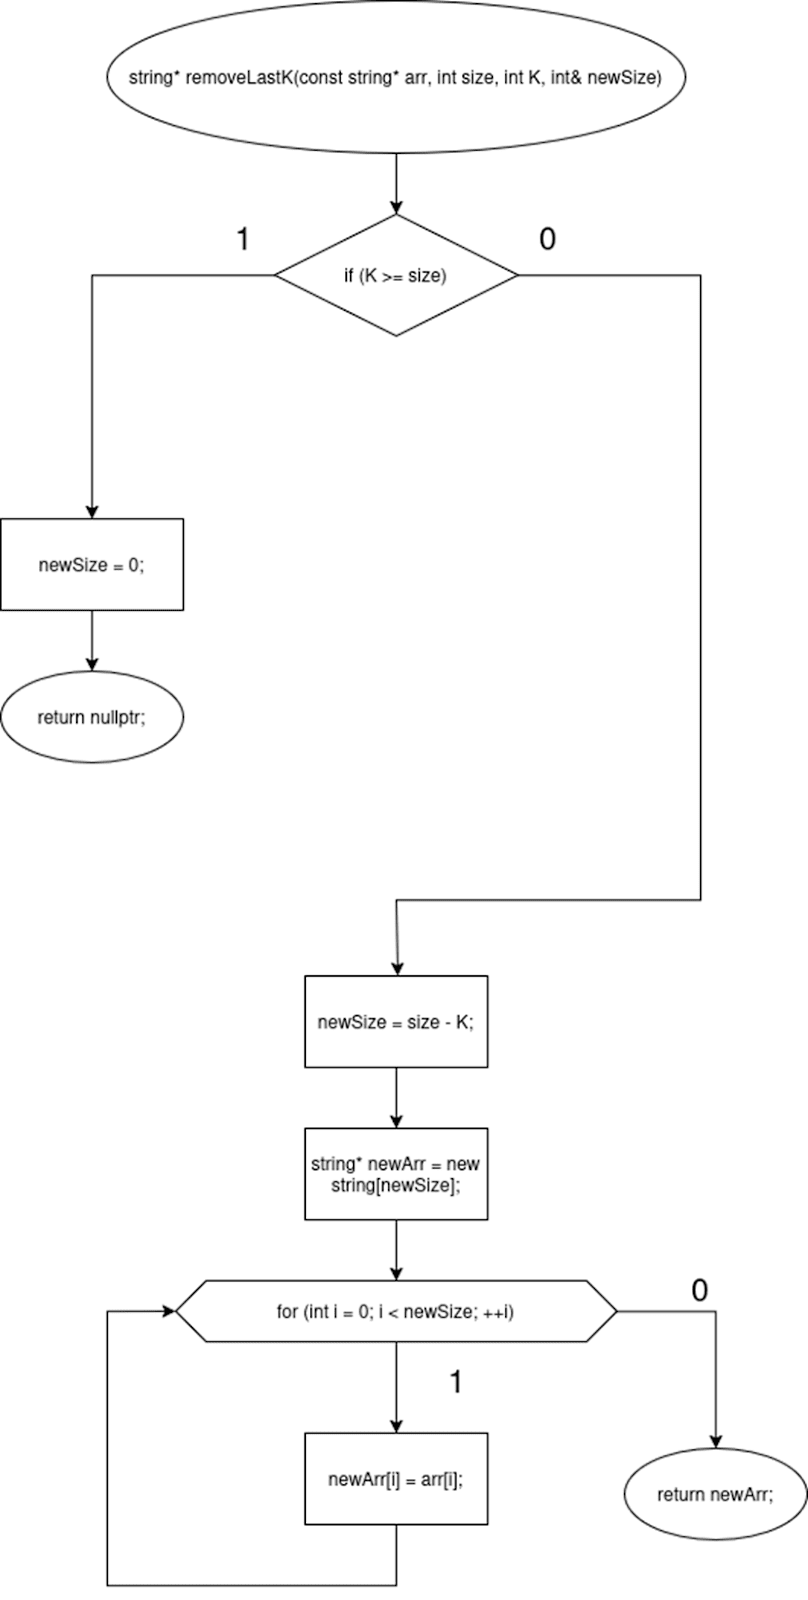 string* removeLastK(const string* arr, int size, int K, int& newSize)
1
0
if (K >= size)
newSize = 0;
return nullptr;
newSize = size - K;
string* newArr = new
string[newSize];
for (int i = 0; i < newSize; ++i)
0
1
newArr[i] = arr[i];
return newArr;